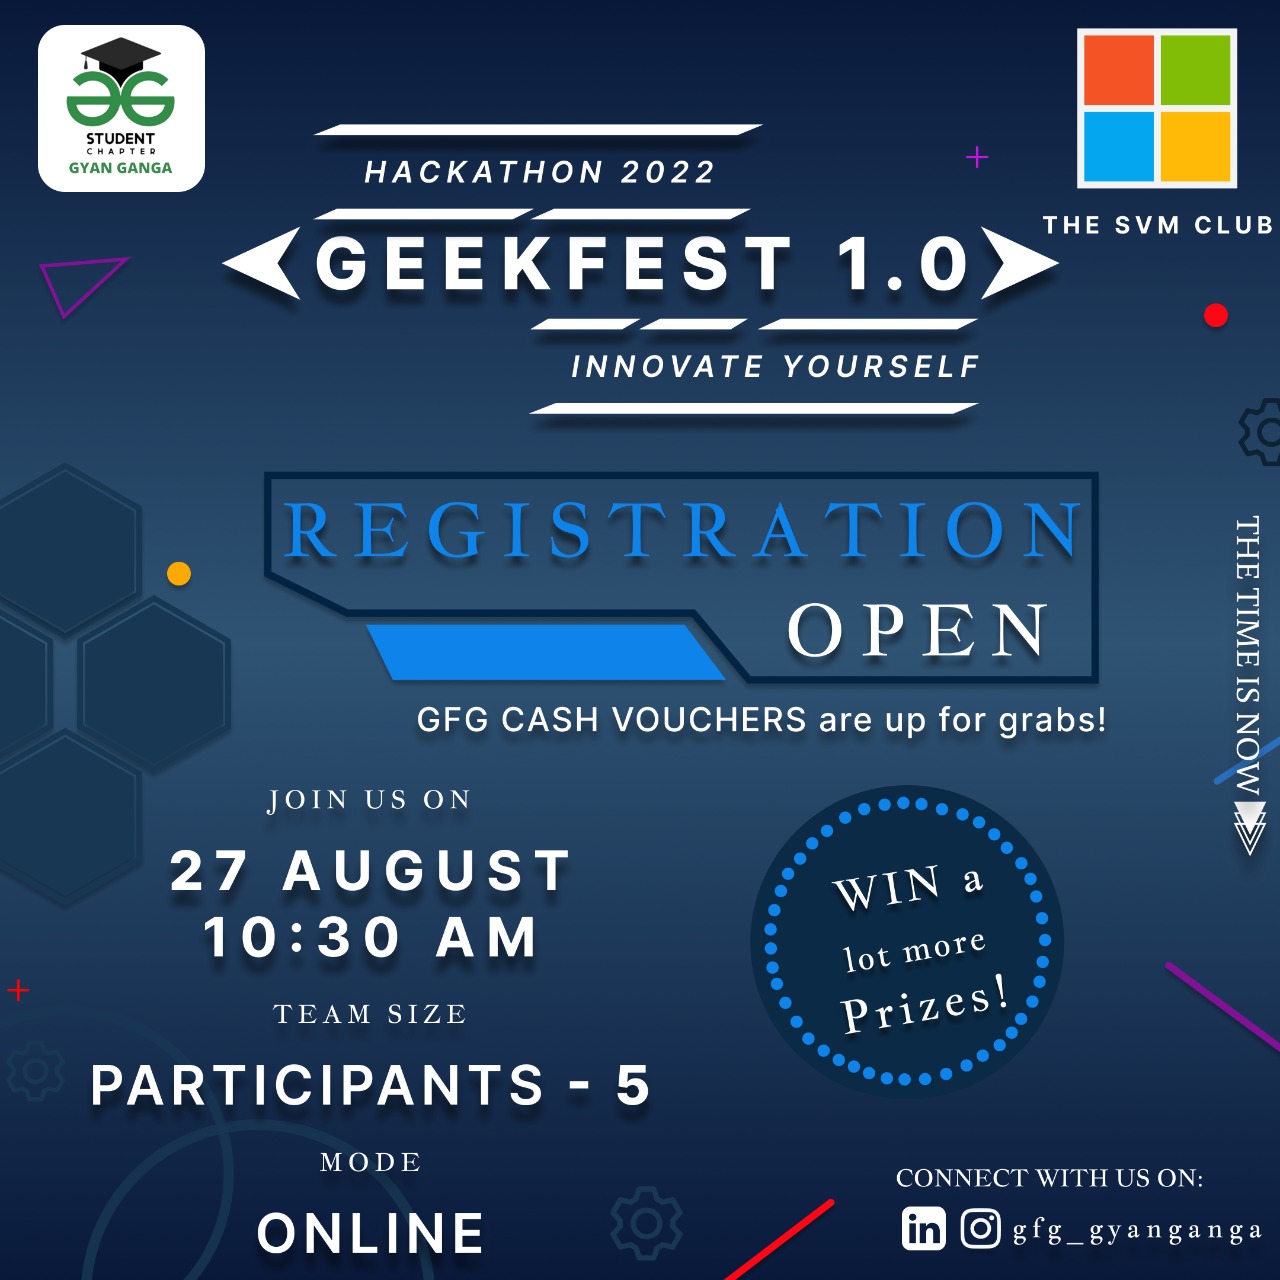 STUDENT
CHAPTER
GYAN GANGA
THE SVM CLUB
HACKATHON 2022
GEEKFEST 1.0
INNOVATE YOURSELF
REGISTRATION
OPEN
GFG CASH VOUCHERS are up for grabs!
THE TIME IS NOW
JOIN US ON
27 AUGUST
10:30 AM
TEAM SIZE
PARTICIPANTS - 5
MODE
ONLINE
WIN a
lot more
Prizes!
CONNECT WITH US ON:
in gfg_gyanganga